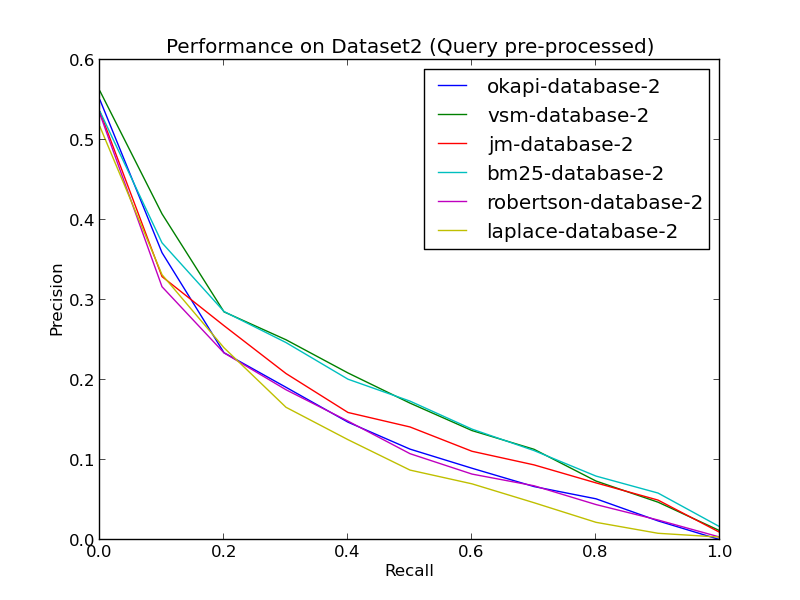 Performance on Dataset2 (Query pre-processed)
0.6
0.5
0.4
0.3
0.2
0.1
0.0
Precision
okapi-database-2
vsm-database-2
jm-database-2
bm25-database-2
robertson-database-2
laplace-database-2
0.0 0.2 0.4 0.6 0.8 1.0
Recall